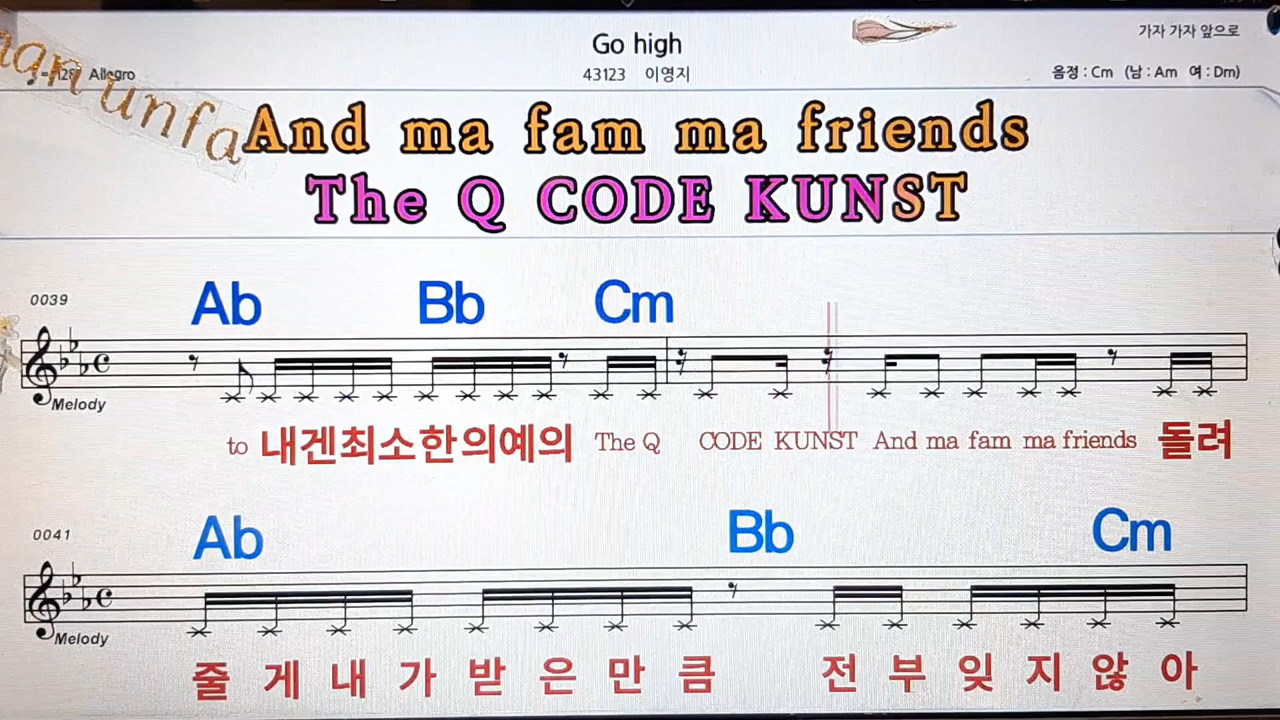 Go high
가자 가자 앞으로
Allegro
43123 이영지
음정 : Cm (남 : Am 여 : Dm)
unfa
And ma fam ma friends
The Q CODE KUNST
0039
Ab Bb Cm
Melody
to 내겐최소한의예의 The Q CODE KUNST And ma fam ma friends 돌려
0041
Ab Bb Cm
Melody
줄게내가받은만큼 전부잊지않아